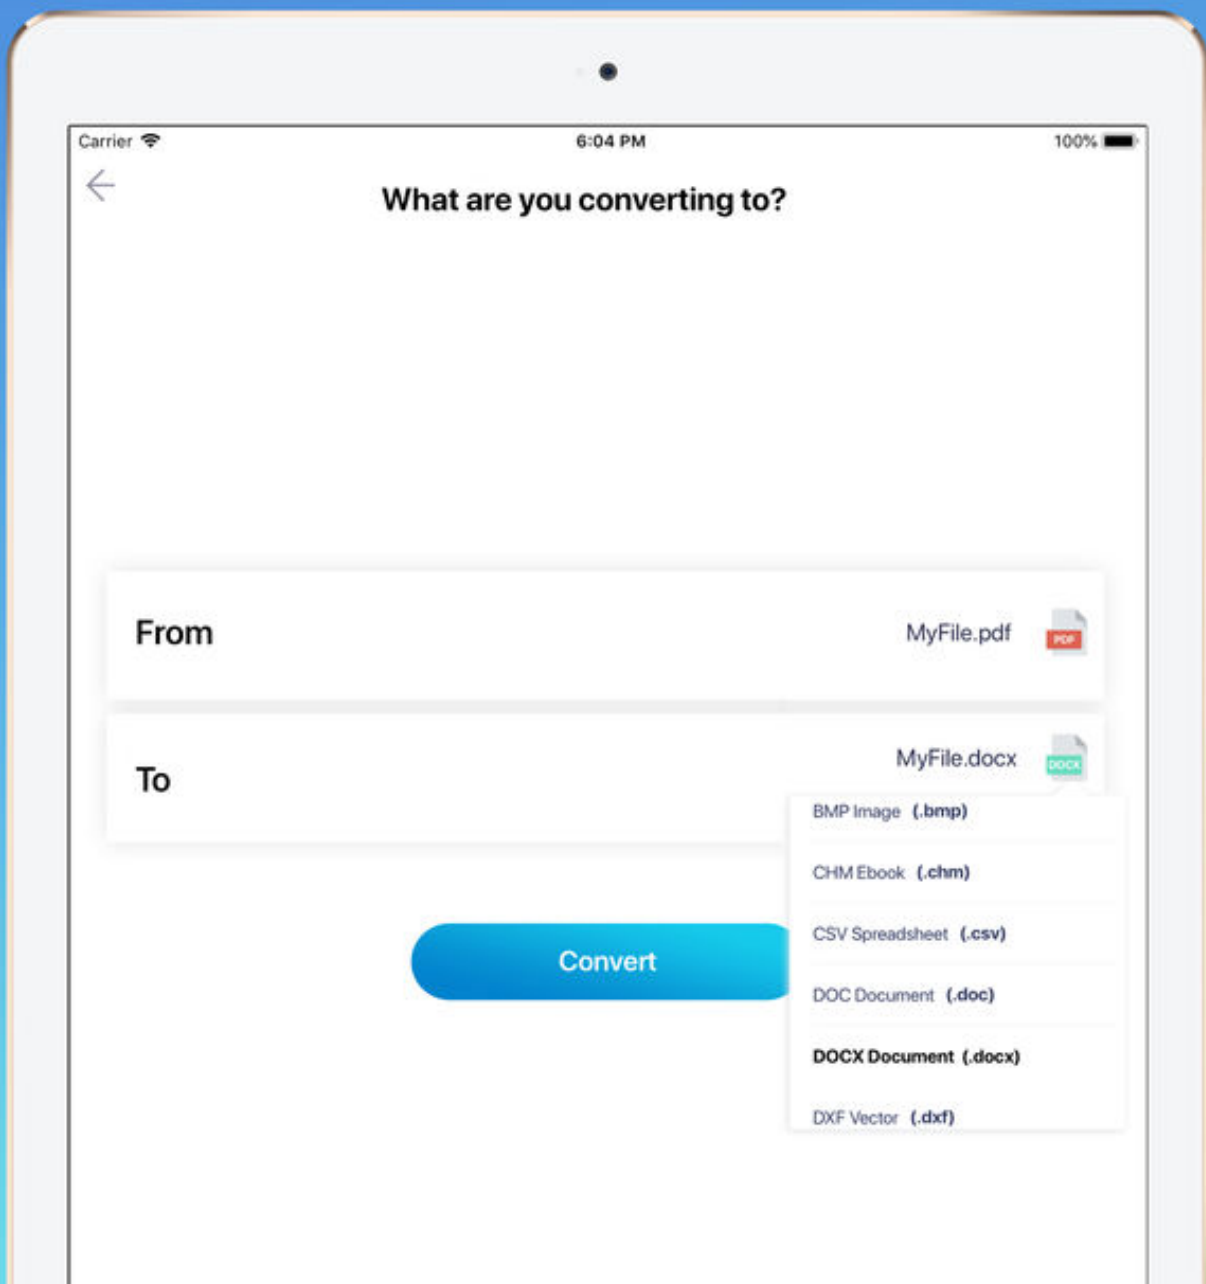 Carrier
6:04 PM
100%
What are you converting to?
From
MyFile.pdf
PDF
To
MyFile.docx
DOCX
BMP Image (.bmp)
CHM Ebook (.chm)
CSV Spreadsheet (.csv)
DOC Document (.doc)
DOCX Document (.docx)
DXF Vector (.dxf)
Convert